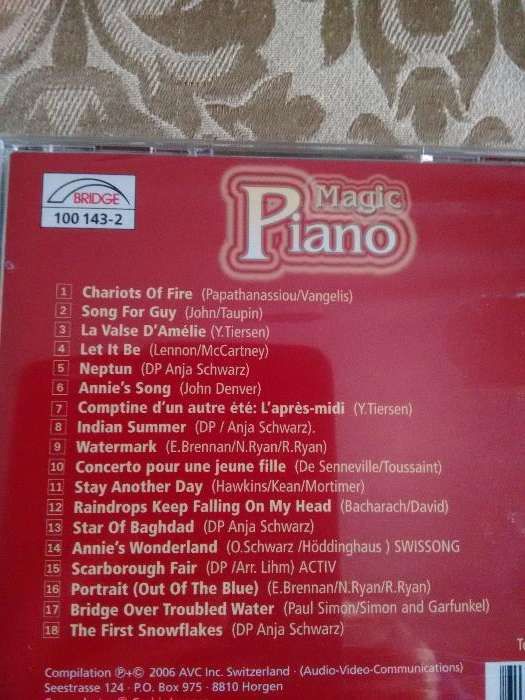 BRIDGE
100 143-2
Magic
Piano
1 Chariots Of Fire (Papathanassiou/Vangelis)
2 Song For Guy (John/Taupin)
3 La Valse D'Amélie (Y.Tiersen)
4 Let It Be (Lennon/McCartney)
5 Neptun (DP Anja Schwarz)
6 Annie's Song (John Denver)
7 Comptine d'un autre été: L'après-midi (Y.Tiersen)
8 Indian Summer (DP / Anja Schwarz).
9 Watermark (E.Brennan/N.Ryan/R.Ryan)
10 Concerto pour une jeune fille (De Senneville/Toussaint)
11 Stay Another Day (Hawkins/Kean/Mortimer)
12 Raindrops Keep Falling On My Head (Bacharach/David)
13 Star Of Baghdad (DP Anja Schwarz)
14 Annie's Wonderland (O.Schwarz /Höddinghaus ) SWISSONG
15 Scarborough Fair (DP /Arr. Lihm) ACTIV
16 Portrait (Out Of The Blue) (E.Brennan/N.Ryan/R.Ryan)
17 Bridge Over Troubled Water (Paul Simon/Simon and Garfunkel)
18 The First Snowflakes (DP Anja Schwarz)
Compilation ℗+© 2006 AVC Inc. Switzerland · (Audio-Video-Communications)
Seestrasse 124 · P.O. Box 975 · 8810 Horgen